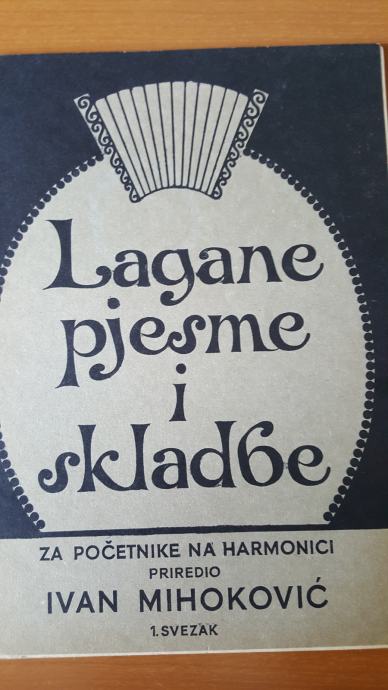 Lagane
pjesme
i
skladbe
ZA POČETNIKE NA HARMONICI
PRIREDIO
IVAN MIHOKOVIĆ
1. SVEZAK